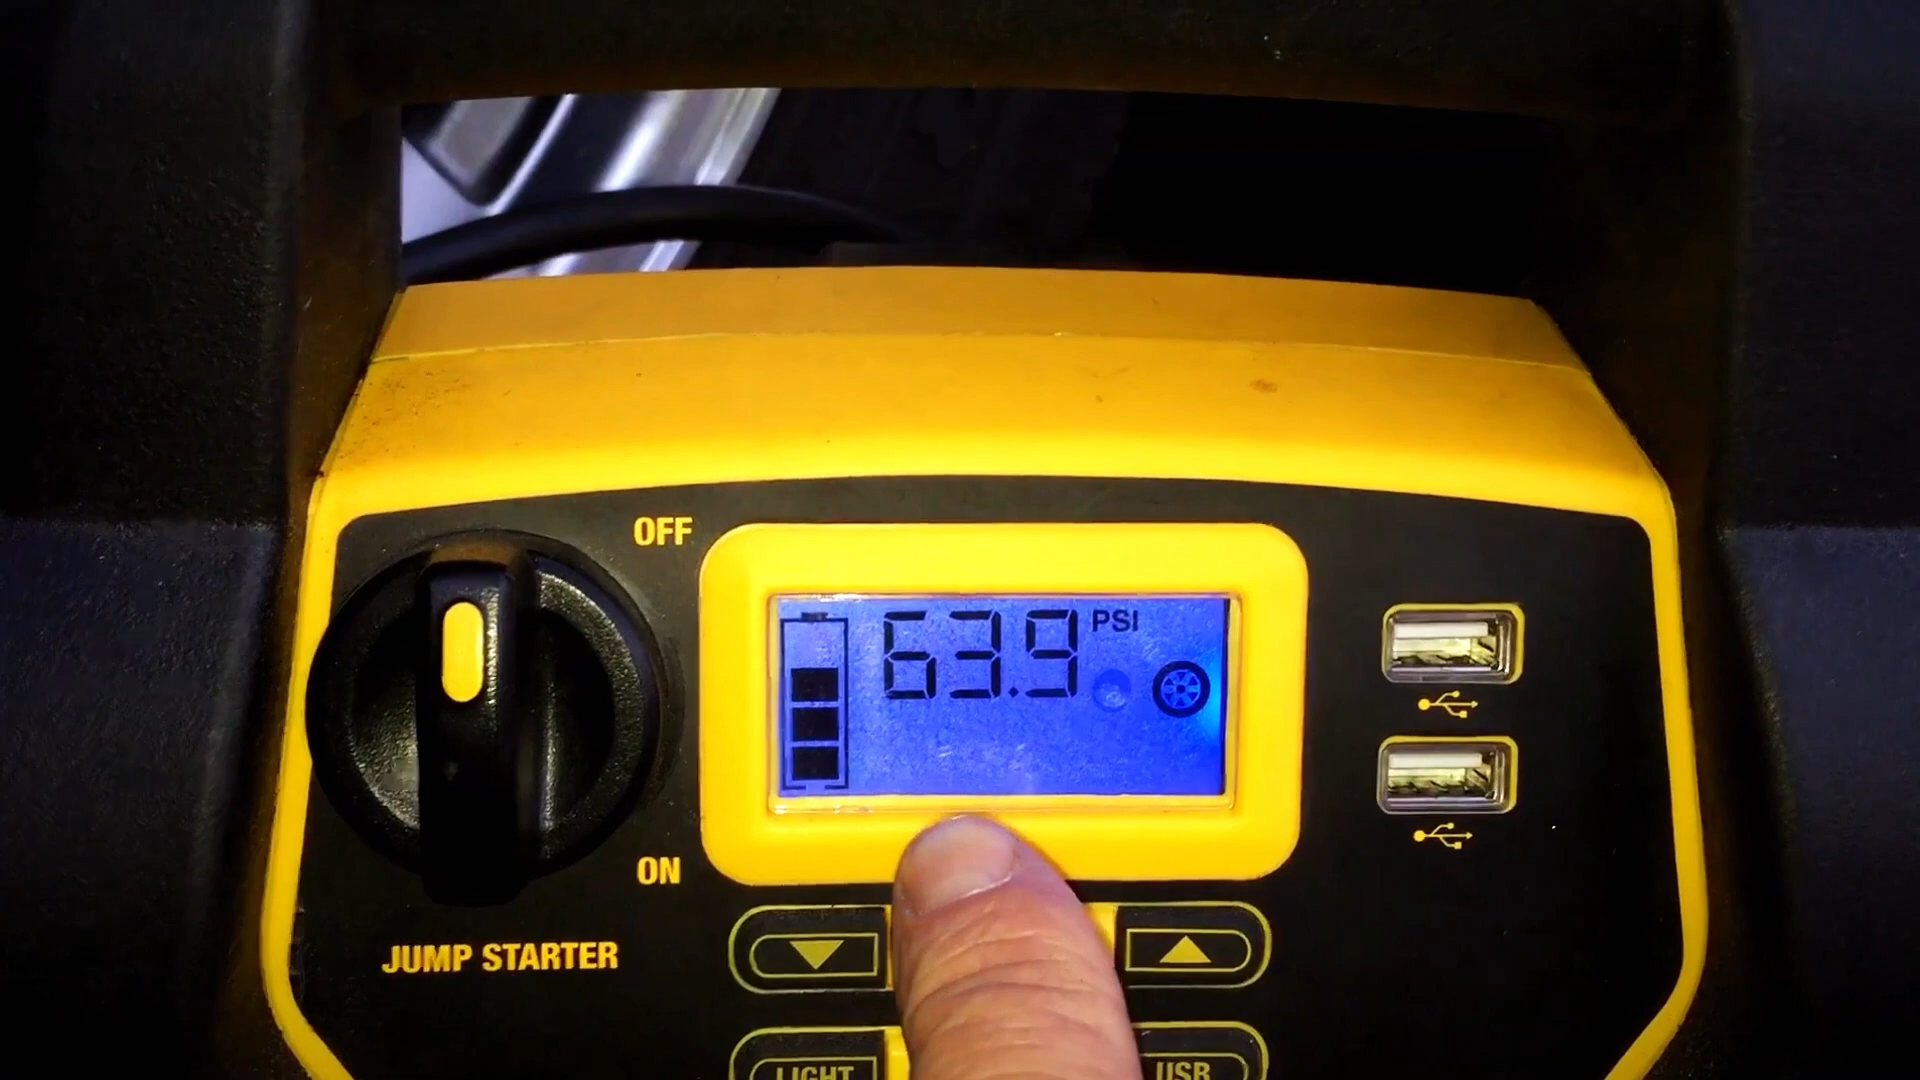 OFF
63.9 PSI
ON
JUMP STARTER
LIGHT
USB